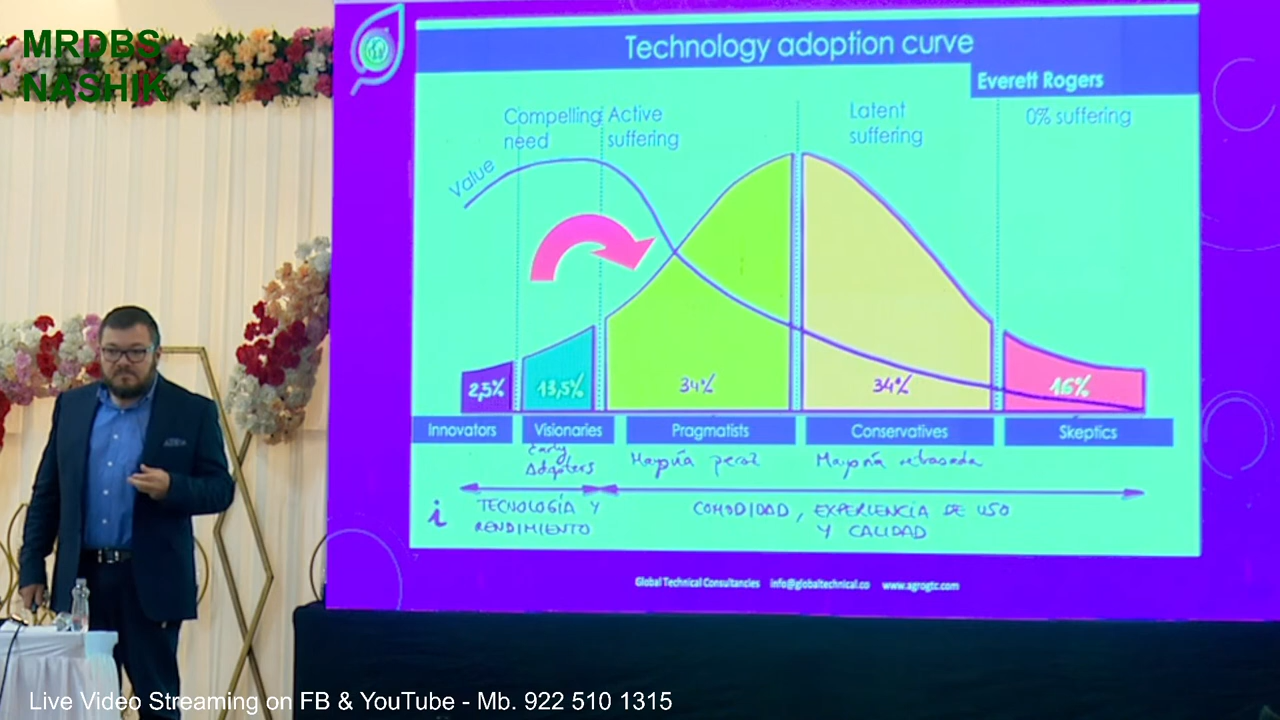 MRDBS
NASHIK
Technology adoption curve
Everett Rogers
Compelling
need
Active
suffering
Latent
suffering
0% suffering
Value
2,5%
13,5%
34%
34%
16%
Innovators
Visionaries
Pragmatists
Conservatives
Skeptics
Early
Adopters
Mayoría
Mayoría
TECNOLOGÍA Y
RENDIMIENTO
COMODIDAD, EXPERIENCIA DE USO
Y CALIDAD
i
Global Technical Consultancies info@globaltechnical.co www.agrogtc.com
Live Video Streaming on FB & YouTube - Mb. 922 510 1315